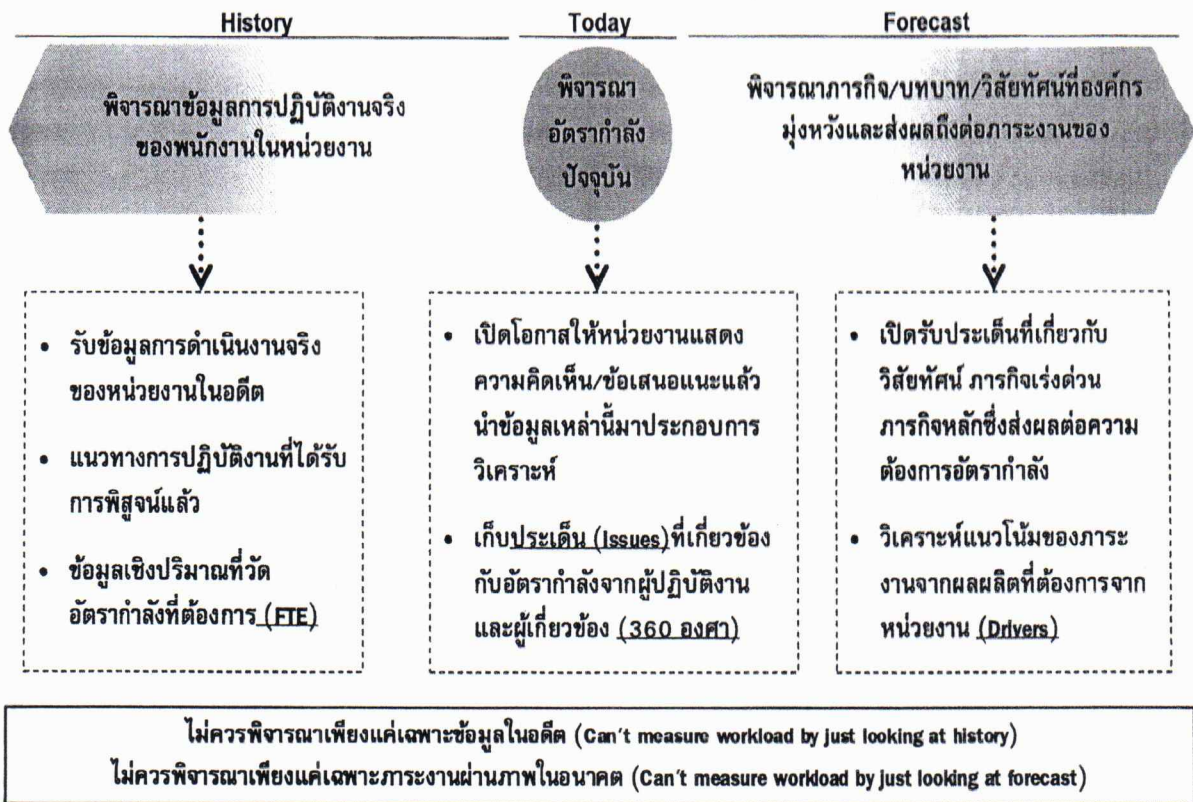 History
Today
Forecast
พิจารณาข้อมูลการปฏิบัติงานจริง
ของพนักงานในหน่วยงาน
พิจารณา
อัตรากำลัง
ปัจจุบัน
พิจารณาภารกิจ/บทบาท/วิสัยทัศน์ที่องค์กร
มุ่งหวังและส่งผลถึงต่อภาระงานของ
หน่วยงาน
• รับข้อมูลการดำเนินงานจริง
ของหน่วยงานในอดีต
• แนวทางการปฏิบัติงานที่ได้รับ
การพิสูจน์แล้ว
• ข้อมูลเชิงปริมาณที่วัด
อัตรากำลังที่ต้องการ (FTE)
• เปิดโอกาสให้หน่วยงานแสดง
ความคิดเห็น/ข้อเสนอแนะแล้ว
นำข้อมูลเหล่านี้มาประกอบการ
วิเคราะห์
• เก็บประเด็น (Issues)ที่เกี่ยวข้อง
กับอัตรากำลังจากผู้ปฏิบัติงาน
และผู้เกี่ยวข้อง (360 องศา)
• เปิดรับประเด็นที่เกี่ยวกับ
วิสัยทัศน์ ภารกิจเร่งด่วน
ภารกิจหลักซึ่งส่งผลต่อความ
ต้องการอัตรากำลัง
• วิเคราะห์แนวโน้มของภาระ
งานจากผลผลิตที่ต้องการจาก
หน่วยงาน (Drivers)
ไม่ควรพิจารณาเพียงแค่เฉพาะข้อมูลในอดีต (Can't measure workload by just looking at history)
ไม่ควรพิจารณาเพียงแค่เฉพาะภาระงานผ่านภาพในอนาคต (Can't measure workload by just looking at forecast)